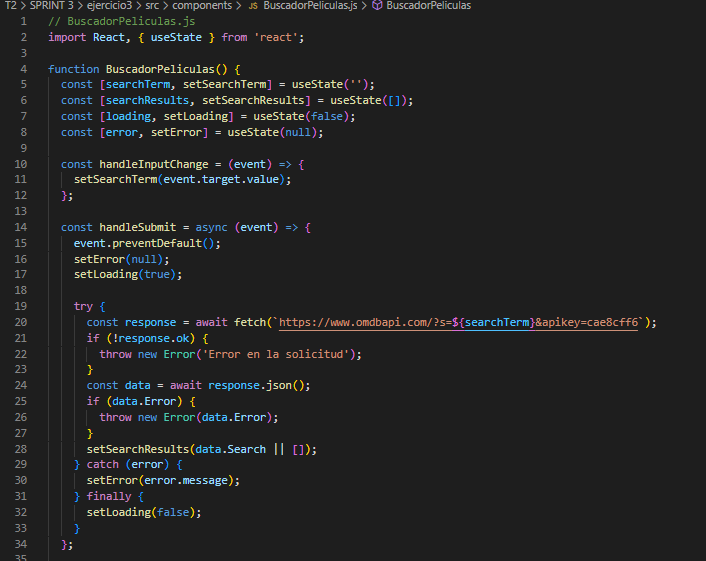 T2 > SPRINT 3 > ejercicio3 > src > components > JS BuscadorPeliculas.js > BuscadorPeliculas
1 // BuscadorPeliculas.js
2 import React, { useState } from 'react';
3
4 function BuscadorPeliculas() {
5 const [searchTerm, setSearchTerm] = useState('');
6 const [searchResults, setSearchResults] = useState([]);
7 const [loading, setLoading] = useState(false);
8 const [error, setError] = useState(null);
9
10 const handleInputChange = (event) => {
11 setSearchTerm(event.target.value);
12 };
13
14 const handleSubmit = async (event) => {
15 event.preventDefault();
16 setError(null);
17 setLoading(true);
18
19 try {
20 const response = await fetch(`https://www.omdbapi.com/?s=${searchTerm}&apikey=cae8cff6`);
21 if (!response.ok) {
22 throw new Error('Error en la solicitud');
23 }
24 const data = await response.json();
25 if (data.Error) {
26 throw new Error(data.Error);
27 }
28 setSearchResults(data.Search || []);
29 } catch (error) {
30 setError(error.message);
31 } finally {
32 setLoading(false);
33 }
34 };
35